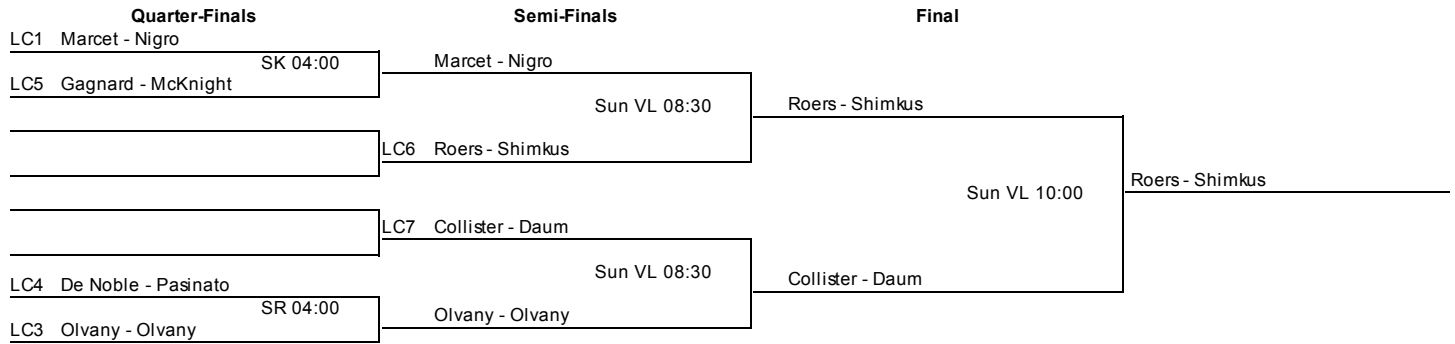 Quarter-Finals Semi-Finals Final
LC1 Marcet - Nigro
SK 04:00 Marcet - Nigro
LC5 Gagnard - McKnight
Sun VL 08:30 Roers - Shimkus
LC6 Roers - Shimkus
Sun VL 10:00 Roers - Shimkus
LC7 Collister - Daum
Sun VL 08:30 Collister - Daum
LC4 De Noble - Pasinato
SR 04:00 Olvany - Olvany
LC3 Olvany - Olvany